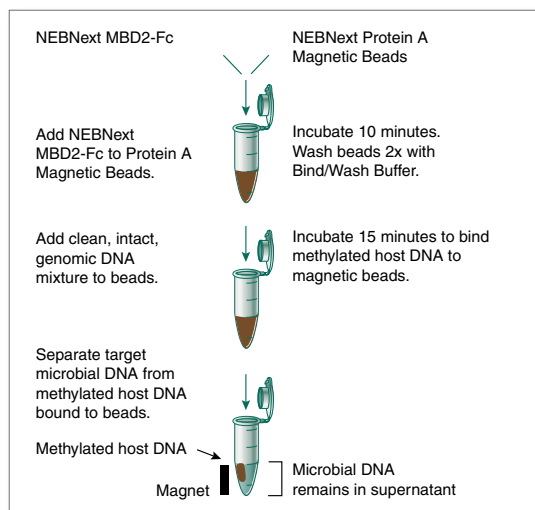 NEBNext MBD2-Fc
NEBNext Protein A
Magnetic Beads
Add NEBNext
MBD2-Fc to Protein A
Magnetic Beads.
Incubate 10 minutes.
Wash beads 2x with
Bind/Wash Buffer.
Add clean, intact,
genomic DNA
mixture to beads.
Incubate 15 minutes to bind
methylated host DNA to
magnetic beads.
Separate target
microbial DNA from
methylated host DNA
bound to beads.
Methylated host DNA
Magnet
Microbial DNA
remains in supernatant